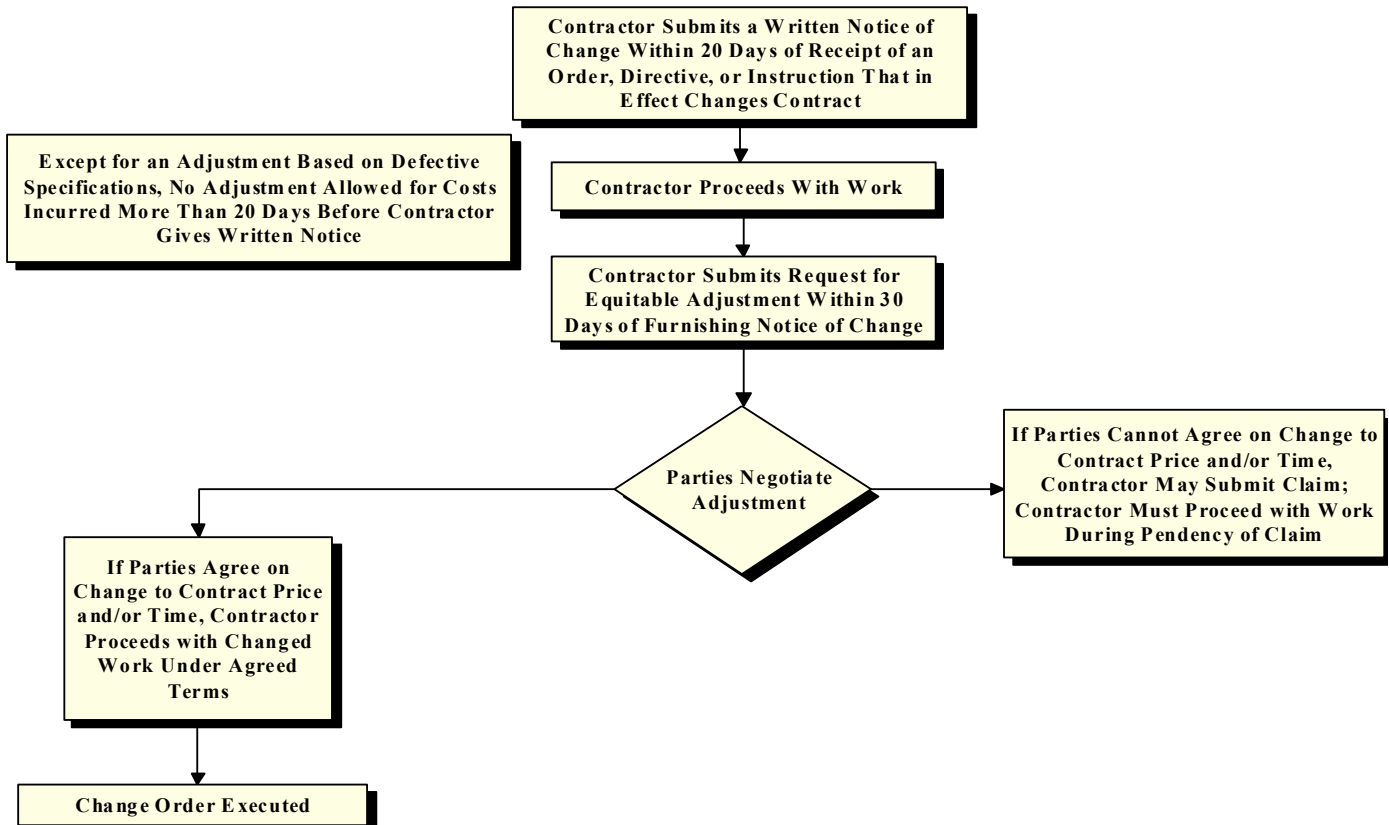 Contractor Submits a Written Notice of
Change Within 20 Days of Receipt of an
Order, Directive, or Instruction That in
Effect Changes Contract
Except for an Adjustment Based on Defective
Specifications, No Adjustment Allowed for Costs
Incurred More Than 20 Days Before Contractor
Gives Written Notice
Contractor Proceeds With Work
Contractor Submits Request for
Equitable Adjustment Within 30
Days of Furnishing Notice of Change
Parties Negotiate
Adjustment
If Parties Cannot Agree on Change to
Contract Price and/or Time,
Contractor May Submit Claim;
Contractor Must Proceed with Work
During Pendency of Claim
If Parties Agree on
Change to Contract Price
and/or Time, Contractor
Proceeds with Changed
Work Under Agreed
Terms
Change Order Executed